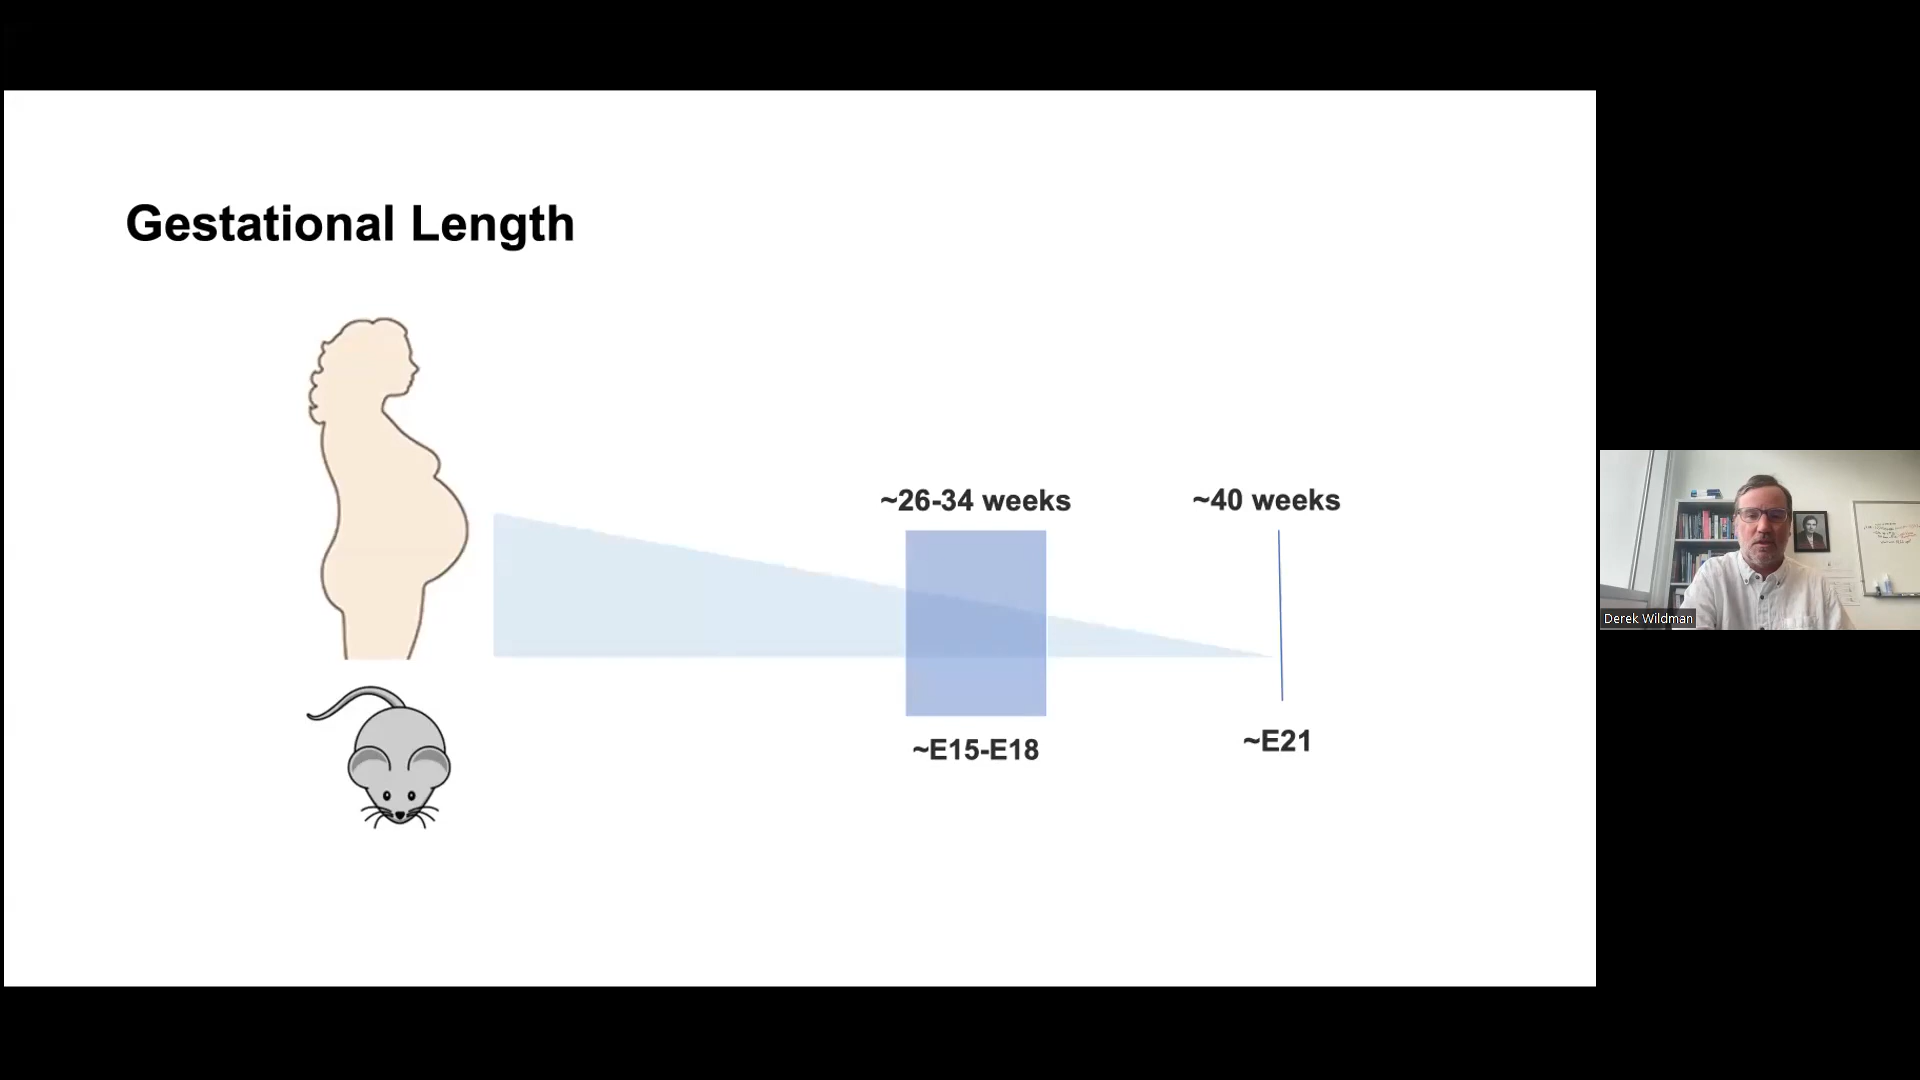 Gestational Length
~26-34 weeks
~40 weeks
~E15-E18
~E21
Derek Wildman